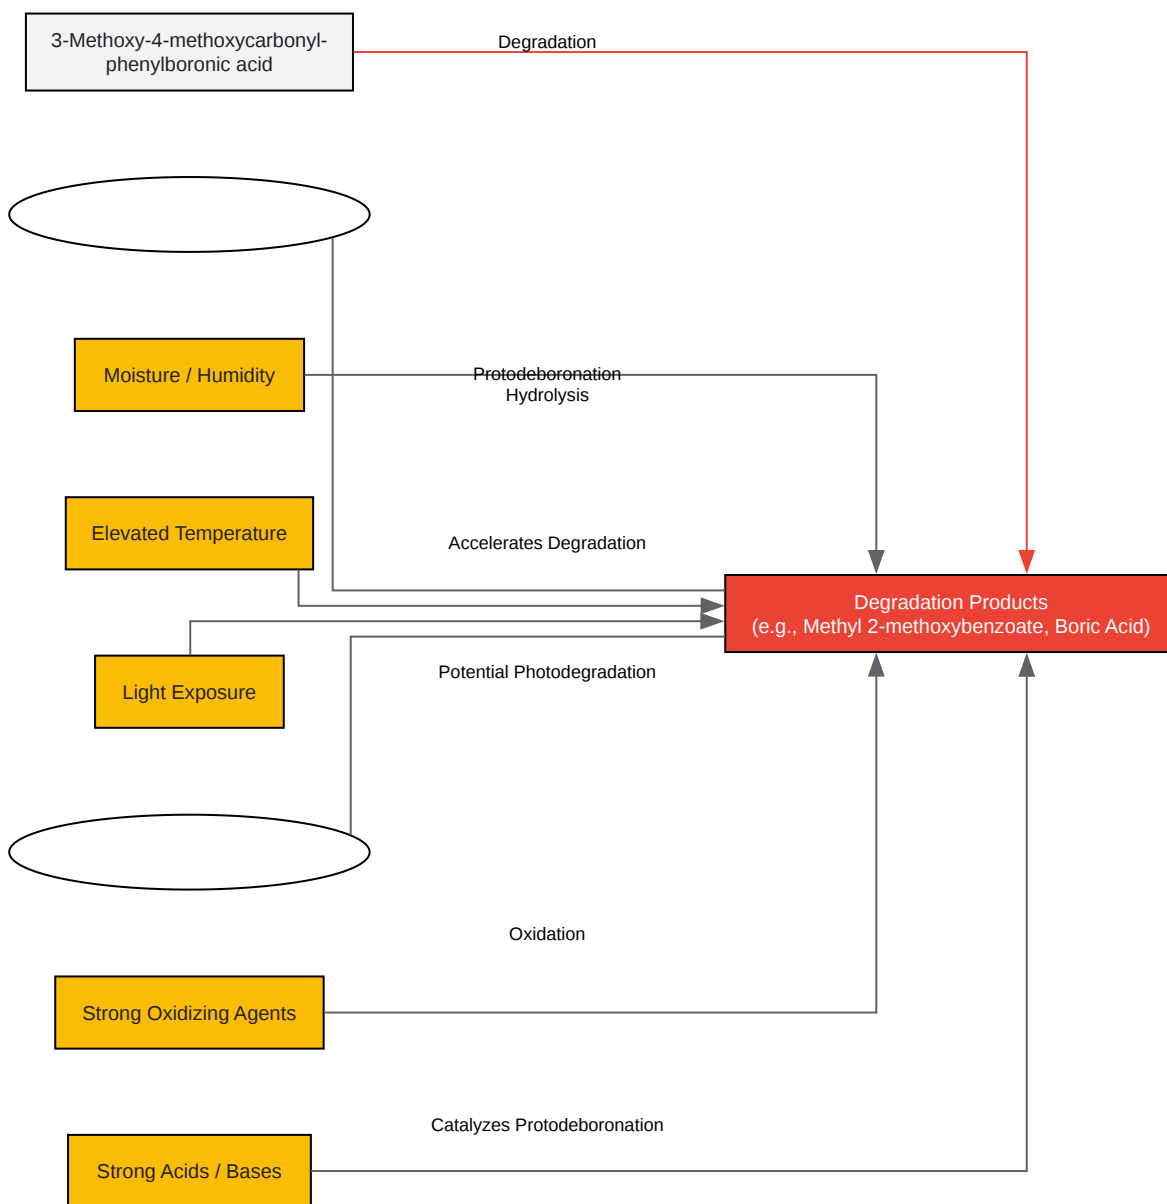 3-Methoxy-4-methoxycarbonyl-
phenylboronic acid
Degradation
Moisture / Humidity
Protodeboronation
Hydrolysis
Elevated Temperature
Accelerates Degradation
Degradation Products
(e.g., Methyl 2-methoxybenzoate, Boric Acid)
Light Exposure
Potential Photodegradation
Oxidation
Strong Oxidizing Agents
Catalyzes Protodeboronation
Strong Acids / Bases